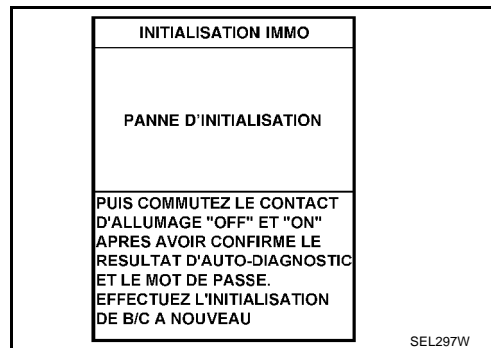 INITIALISATION IMMO
PANNE D'INITIALISATION
PUIS COMMUTEZ LE CONTACT
D'ALLUMAGE "OFF" ET "ON"
APRES AVOIR CONFIRME LE
RESULTAT D'AUTO-DIAGNOSTIC
ET LE MOT DE PASSE.
EFFECTUEZ L'INITIALISATION
DE B/C A NOUVEAU
SEL297W